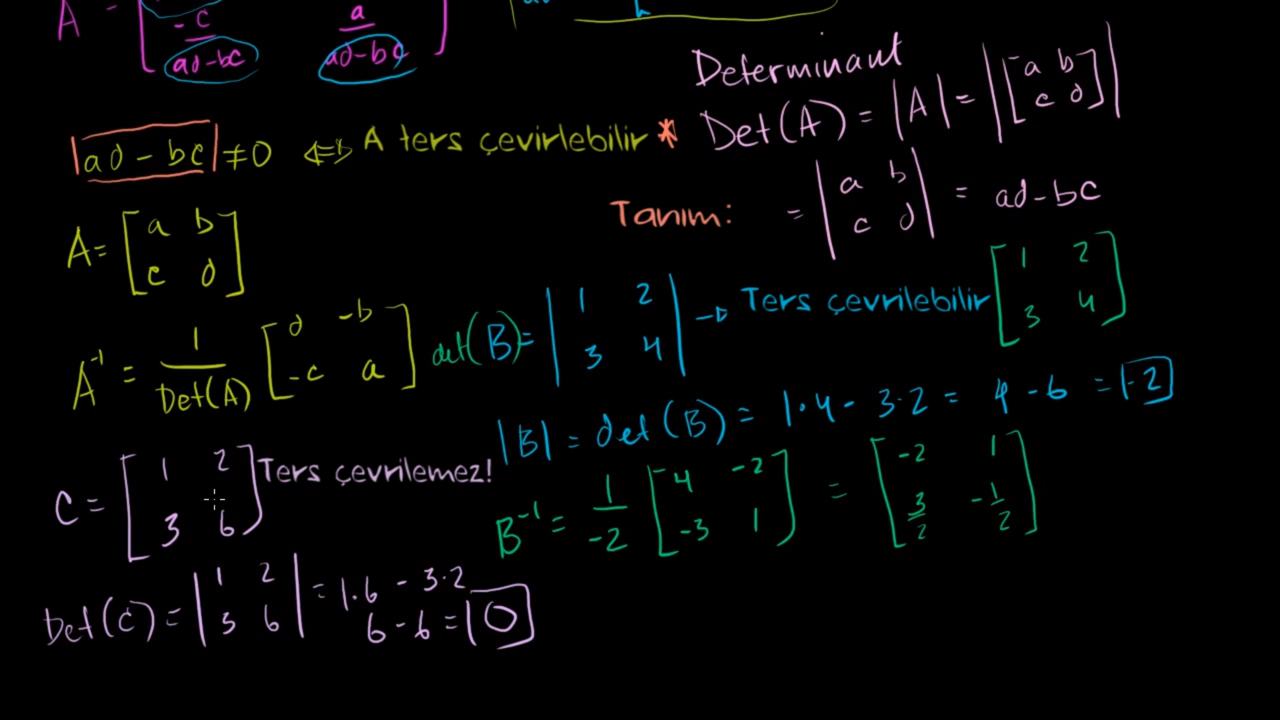 A = [ -c/ad-bc a/ad-bc ]
Determinant
|ad - bc| ≠ 0 ⇔ A ters çevirlebilir * Det(A) = |A| = |[a b
c d]|
Tanım: = |a b
c d| = ad - bc
A = [a b
c d]
det(B) = |1 2
3 4| → Ters çevrilebilir [1 2
3 4]
A⁻¹ = 1/Det(A) [d -b
-c a]
|B| = det(B) = 1·4 - 3·2 = 4 - 6 = -2
C = [1 2
3 6] Ters çevrilemez!
B⁻¹ = 1/-2 [4 -2
-3 1] = [-2 1
3/2 -1/2]
Det(C) = |1 2
3 6| = 1·6 - 3·2
6 - 6 = 0